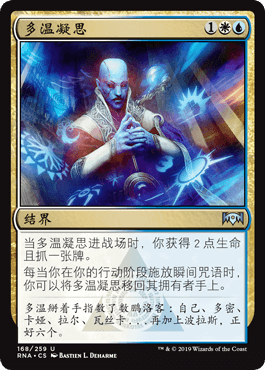 多温凝思
1
结界
当多温凝思进战场时，你获得2点生命
且抓一张牌。
每当你在你的行动阶段施放瞬间咒语时，
你可以将多温凝思移回其拥有者手上。
多温掰着手指数了数鹏洛客：自己、多密、
卡娅、拉尔、瓦丝卡...再加上波拉斯，正
好六个。
168/259 U
RNA • CS BASTIEN L. DEHARME
™ & © 2019 Wizards of the Coast